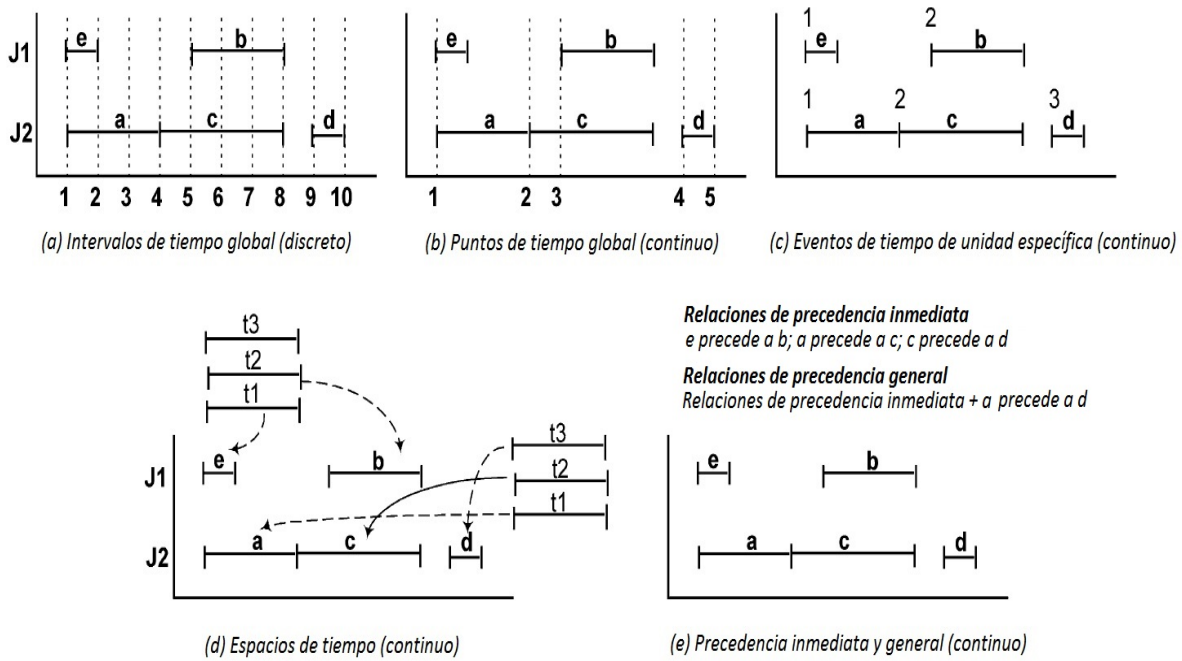 e
b
J1
a
c
d
J2
1 2 3 4 5 6 7 8 9 10
(a) Intervalos de tiempo global (discreto)
e
b
a
c
d
1 2 3 4 5
(b) Puntos de tiempo global (continuo)
1 2
e
b
1 2 3
a
c
d
(c) Eventos de tiempo de unidad específica (continuo)
t3
t2
t1
t3
t2
t1
e
b
J1
a
c
d
J2
(d) Espacios de tiempo (continuo)
Relaciones de precedencia inmediata
e precede a b; a precede a c; c precede a d
Relaciones de precedencia general
Relaciones de precedencia inmediata + a precede a d
e
b
J1
a
c
d
J2
(e) Precedencia inmediata y general (continuo)